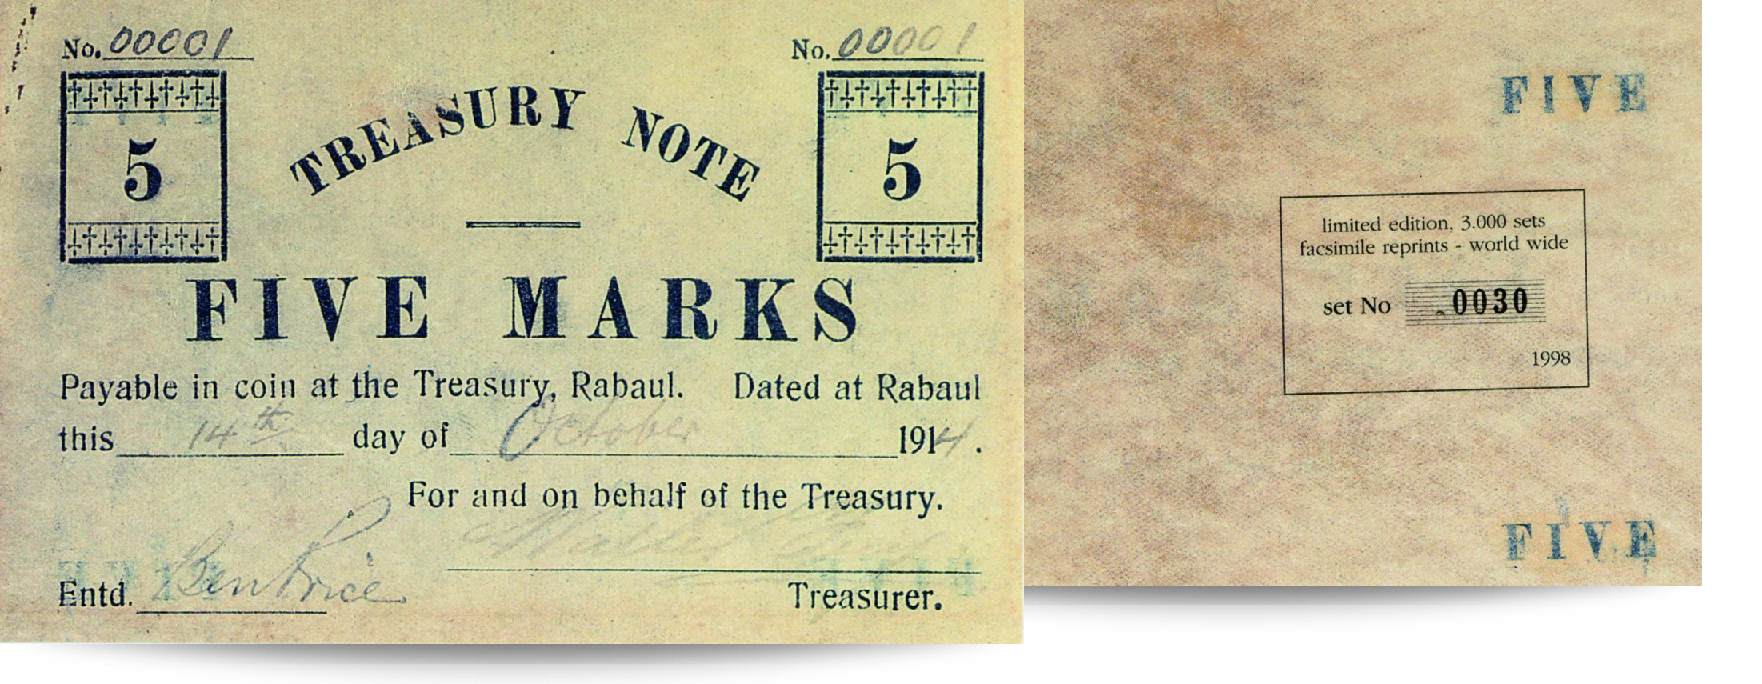 No. 00001 No. 00001
5 TREASURY NOTE 5
FIVE MARKS
Payable in coin at the Treasury, Rabaul. Dated at Rabaul
this 14th day of October 1914.
For and on behalf of the Treasury.
Entd. Ben Price
Treasurer.
FIVE
limited edition, 3.000 sets
facsimile reprints - world wide
set No 0030
1998
FIVE